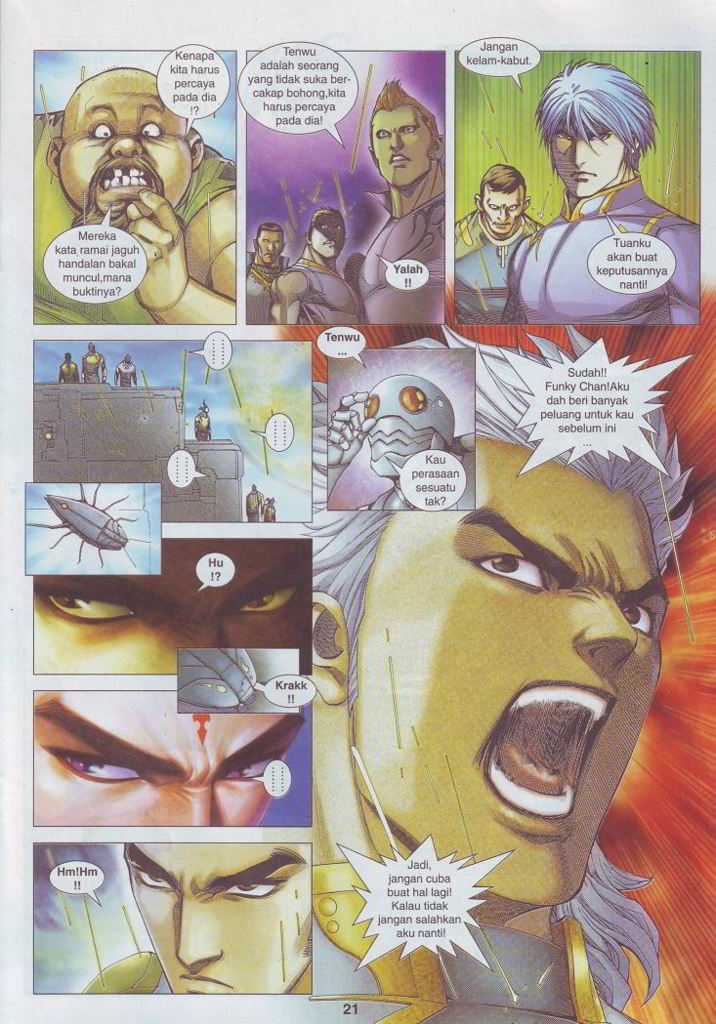 Kenapa
kita harus
percaya
pada dia
!?
Mereka
kata ramai jaguh
handalan bakal
muncul,mana
buktinya?
Tenwu
adalah seorang
yang tidak suka ber-
cakap bohong,kita
harus percaya
pada dia!
Yalah
!!
Jangan
kelam-kabut.
Tuanku
akan buat
keputusannya
nanti!
Tenwu
...
Kau
perasaan
sesuatu
tak?
Sudah!!
Funky Chan!Aku
dah beri banyak
peluang untuk kau
sebelum ini
...
Hu
!?
Krakk
!!
Hm!Hm
!!
Jadi,
jangan cuba
buat hal lagi!
Kalau tidak
jangan salahkan
aku nanti!
21